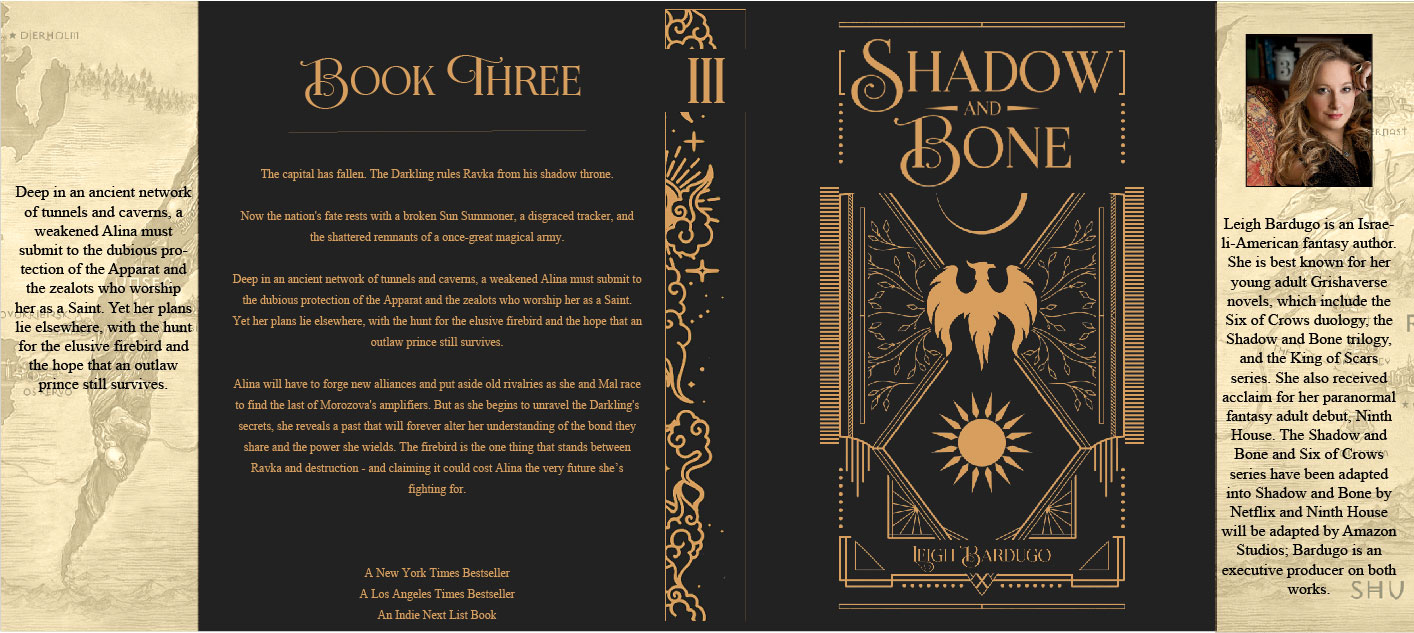 ★ DJERHOLM
Deep in an ancient network
of tunnels and caverns, a
weakened Alina must
submit to the dubious pro-
tection of the Apparat and
the zealots who worship
her as a Saint. Yet her plans
lie elsewhere, with the hunt
for the elusive firebird and
the hope that an outlaw
prince still survives.
OS KERVO
BOOK THREE
The capital has fallen. The Darkling rules Ravka from his shadow throne.
Now the nation's fate rests with a broken Sun Summoner, a disgraced tracker, and
the shattered remnants of a once-great magical army.
Deep in an ancient network of tunnels and caverns, a weakened Alina must submit to
the dubious protection of the Apparat and the zealots who worship her as a Saint.
Yet her plans lie elsewhere, with the hunt for the elusive firebird and the hope that an
outlaw prince still survives.
Alina will have to forge new alliances and put aside old rivalries as she and Mal race
to find the last of Morozova's amplifiers. But as she begins to unravel the Darkling's
secrets, she reveals a past that will forever alter her understanding of the bond they
share and the power she wields. The firebird is the one thing that stands between
Ravka and destruction - and claiming it could cost Alina the very future she’s
fighting for.
A New York Times Bestseller
A Los Angeles Times Bestseller
An Indie Next List Book
III
SHADOW
AND
BONE
LEIGH BARDUGO
Leigh Bardugo is an Israe-
li-American fantasy author.
She is best known for her
young adult Grishaverse
novels, which include the
Six of Crows duology, the
Shadow and Bone trilogy,
and the King of Scars
series. She also received
acclaim for her paranormal
fantasy adult debut, Ninth
House. The Shadow and
Bone and Six of Crows
series have been adapted
into Shadow and Bone by
Netflix and Ninth House
will be adapted by Amazon
Studios; Bardugo is an
executive producer on both
works.
SHU